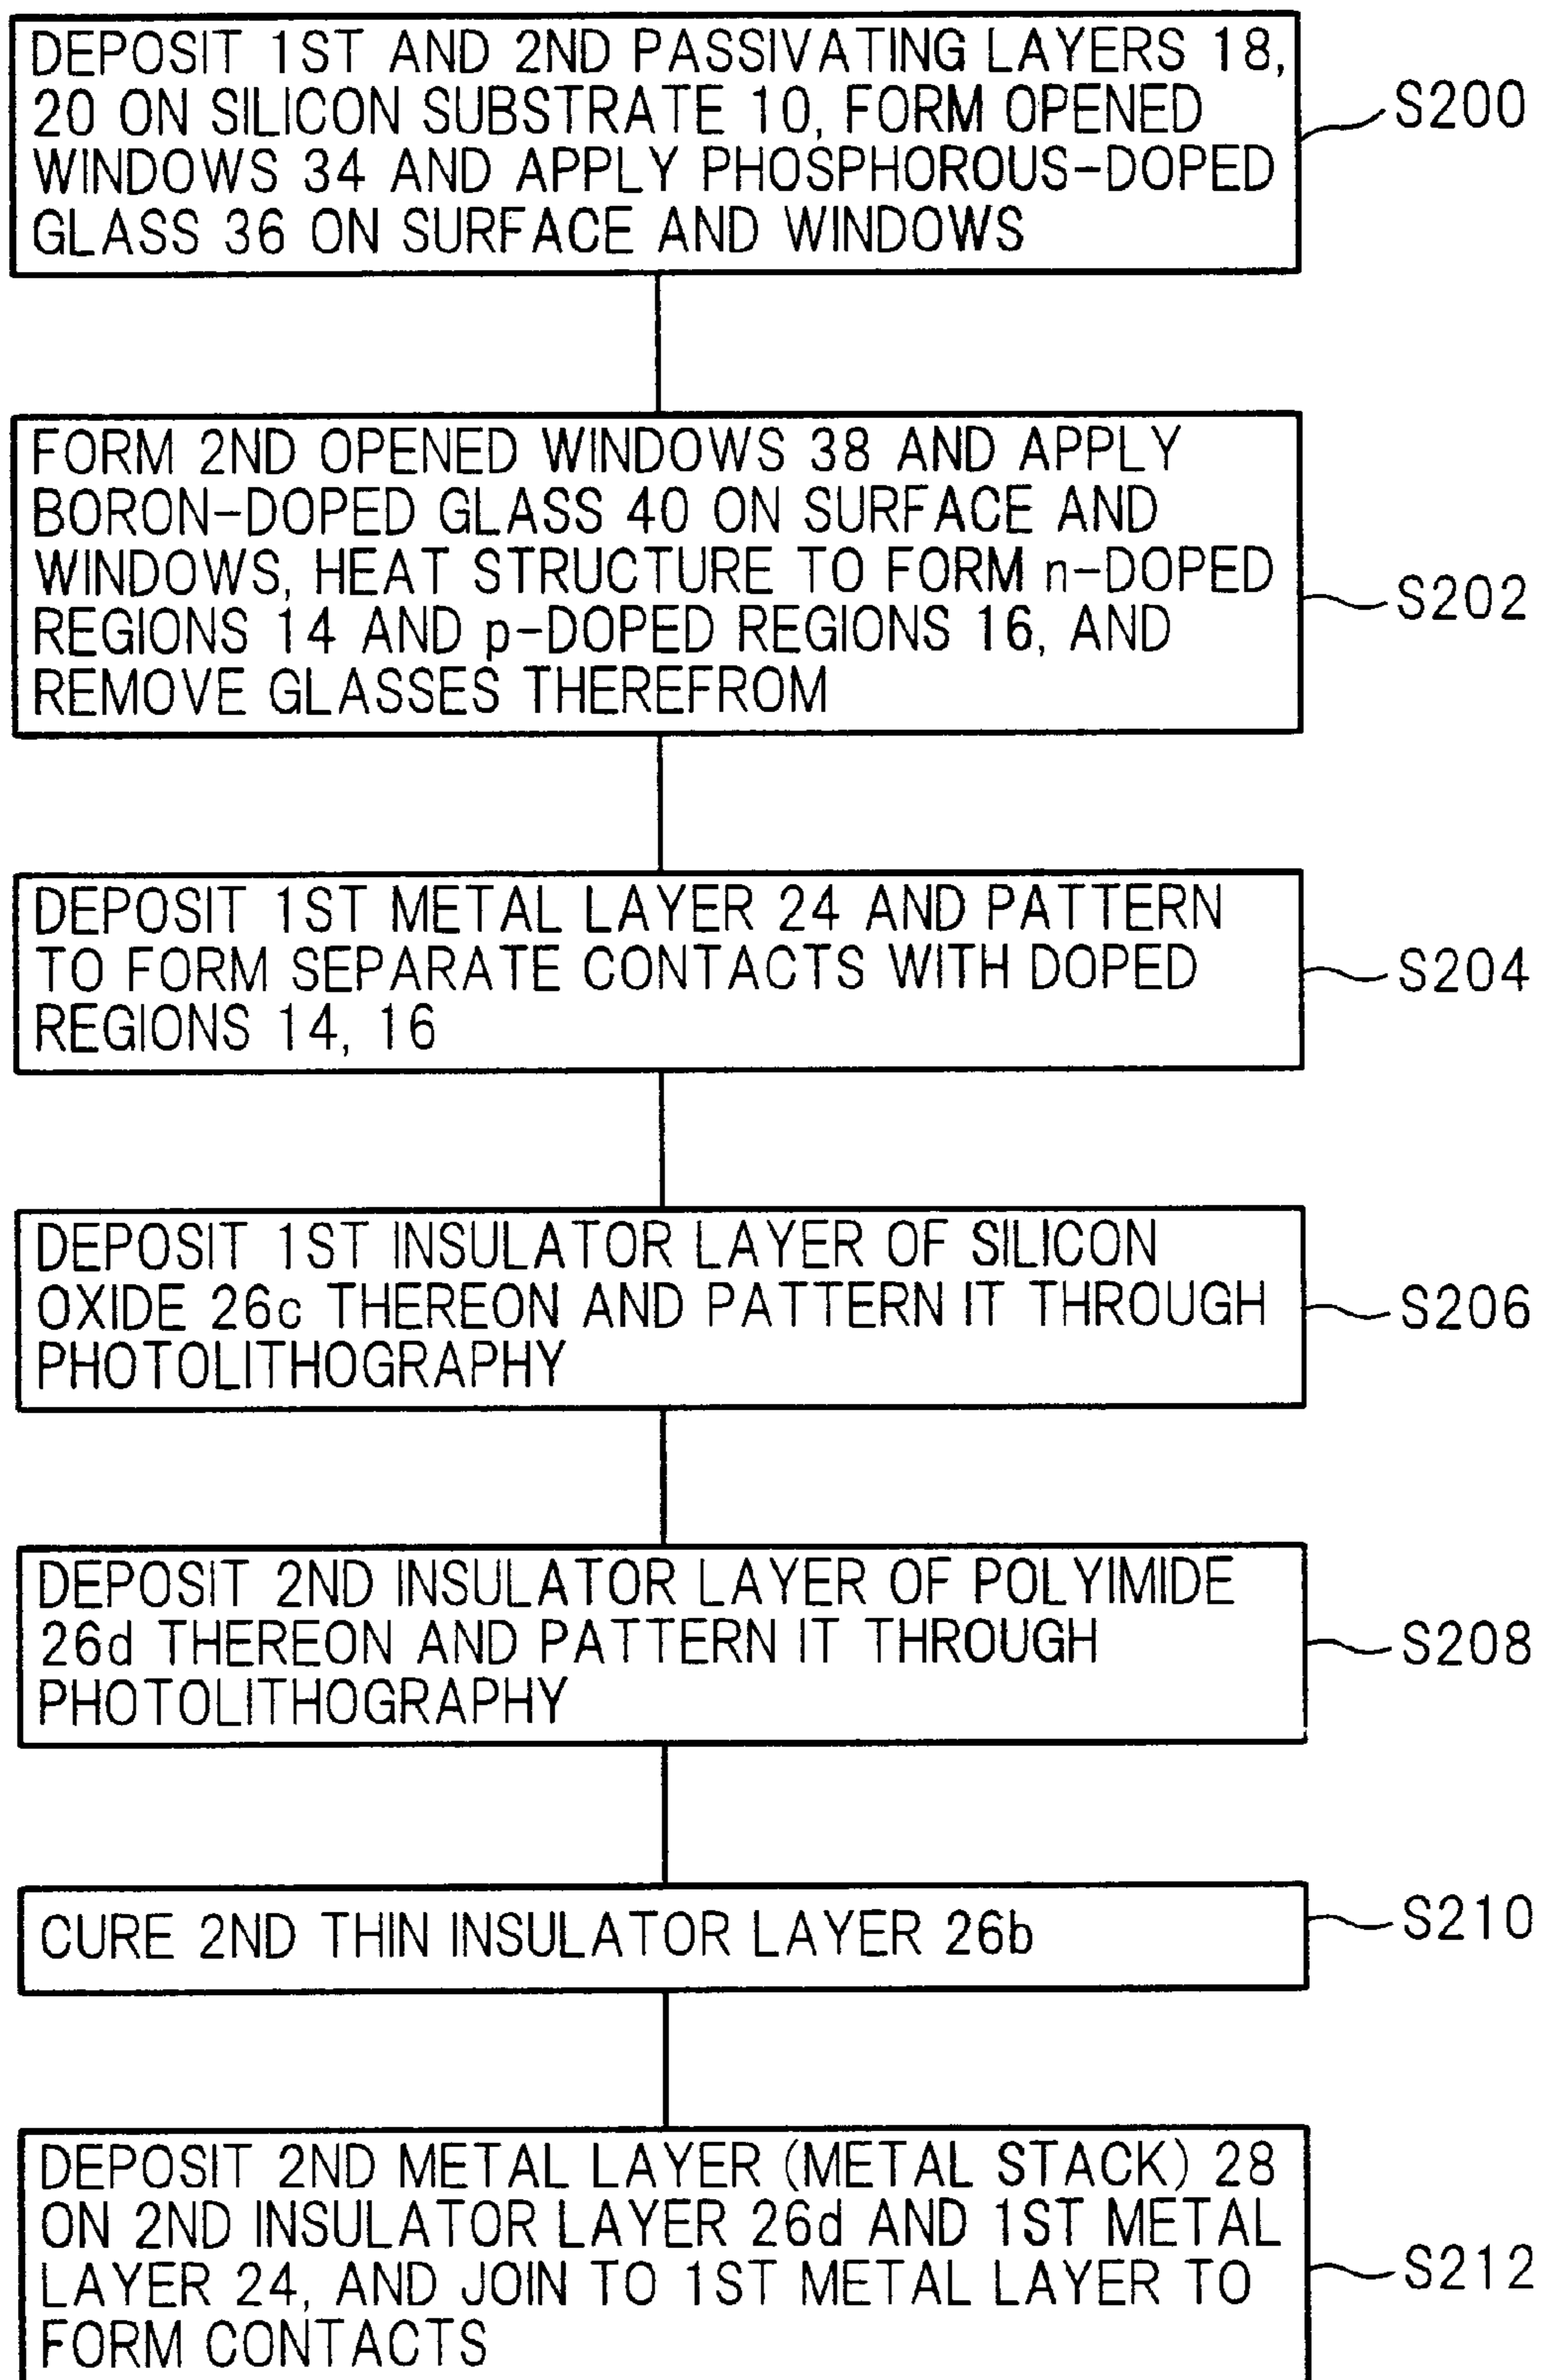 DEPOSIT 1ST AND 2ND PASSIVATING LAYERS 18,
20 ON SILICON SUBSTRATE 10, FORM OPENED
WINDOWS 34 AND APPLY PHOSPHOROUS-DOPED
GLASS 36 ON SURFACE AND WINDOWS
S200
FORM 2ND OPENED WINDOWS 38 AND APPLY
BORON-DOPED GLASS 40 ON SURFACE AND
WINDOWS, HEAT STRUCTURE TO FORM n-DOPED
REGIONS 14 AND p-DOPED REGIONS 16, AND
REMOVE GLASSES THEREFROM
S202
DEPOSIT 1ST METAL LAYER 24 AND PATTERN
TO FORM SEPARATE CONTACTS WITH DOPED
REGIONS 14, 16
S204
DEPOSIT 1ST INSULATOR LAYER OF SILICON
OXIDE 26c THEREON AND PATTERN IT THROUGH
PHOTOLITHOGRAPHY
S206
DEPOSIT 2ND INSULATOR LAYER OF POLYIMIDE
26d THEREON AND PATTERN IT THROUGH
PHOTOLITHOGRAPHY
S208
CURE 2ND THIN INSULATOR LAYER 26b
S210
DEPOSIT 2ND METAL LAYER (METAL STACK) 28
ON 2ND INSULATOR LAYER 26d AND 1ST METAL
LAYER 24, AND JOIN TO 1ST METAL LAYER TO
FORM CONTACTS
S212